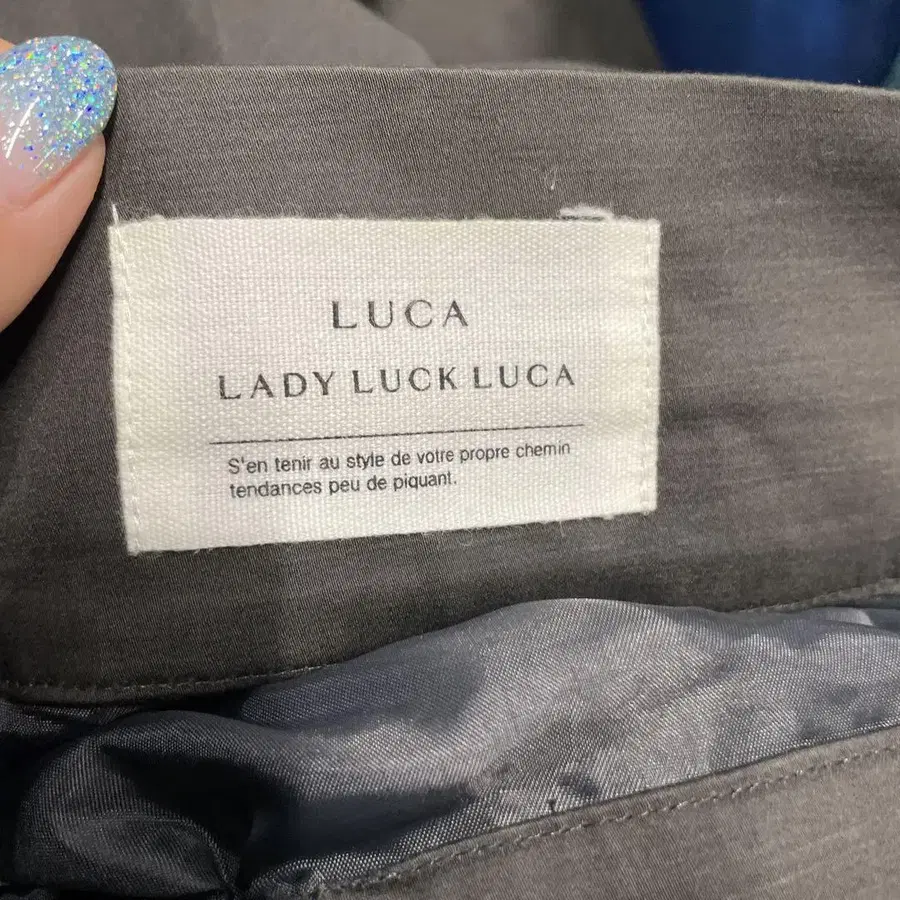 LUCA
LADY LUCK LUCA
S'en tenir au style de votre propre chemin
tendances peu de piquant.